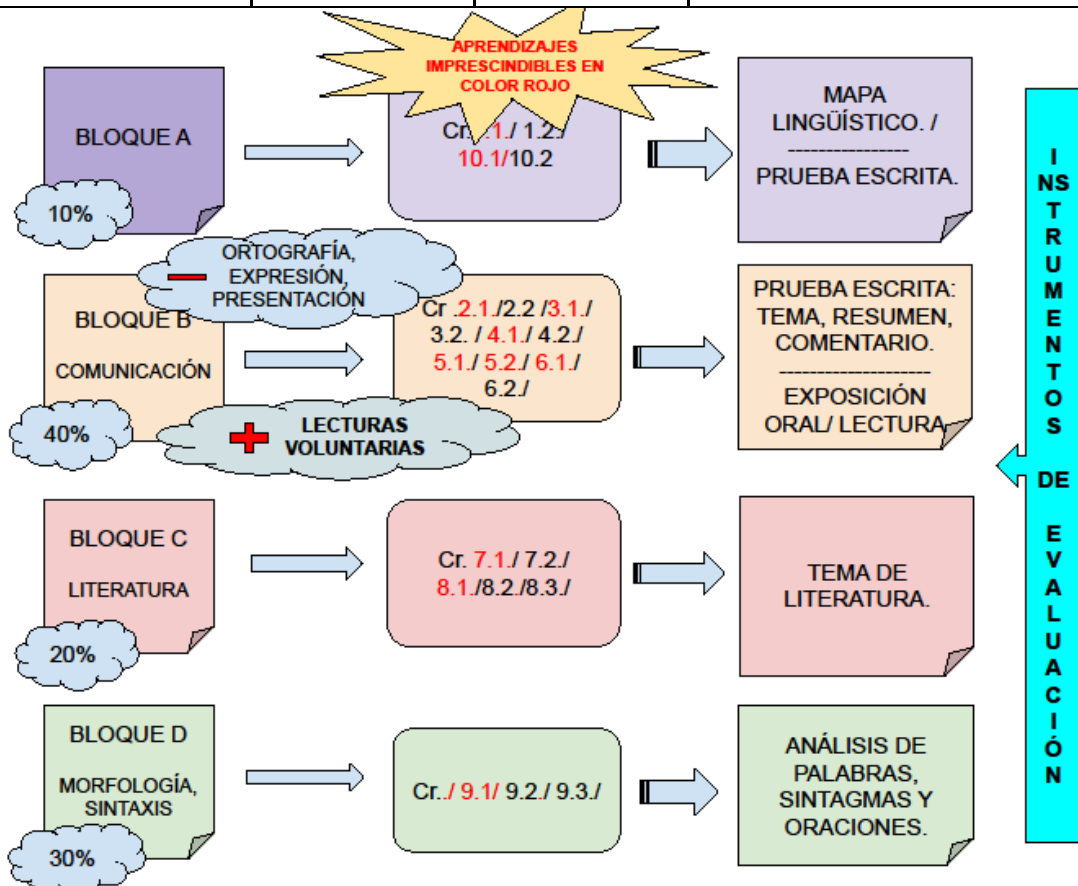 APRENDIZAJES
IMPRESCINDIBLES EN
COLOR ROJO
BLOQUE A
10%
Cr. .1./ 1.2./
10.1/10.2
MAPA
LINGÜÍSTICO. /
----------------
PRUEBA ESCRITA.
ORTOGRAFÍA,
EXPRESIÓN,
PRESENTACIÓN
BLOQUE B
COMUNICACIÓN
40%
LECTURAS
VOLUNTARIAS
Cr .2.1./2.2 /3.1./
3.2. / 4.1./ 4.2./
5.1./ 5.2./ 6.1./
6.2./
PRUEBA ESCRITA:
TEMA, RESUMEN,
COMENTARIO.
--------------------
EXPOSICIÓN
ORAL/ LECTURA
BLOQUE C
LITERATURA
20%
Cr. 7.1./ 7.2./
8.1./8.2./8.3./
TEMA DE
LITERATURA.
BLOQUE D
MORFOLOGÍA,
SINTAXIS
30%
Cr../ 9.1/ 9.2./ 9.3./
ANÁLISIS DE
PALABRAS,
SINTAGMAS Y
ORACIONES.
INSTRUMENTOS DE EVALUACIÓN